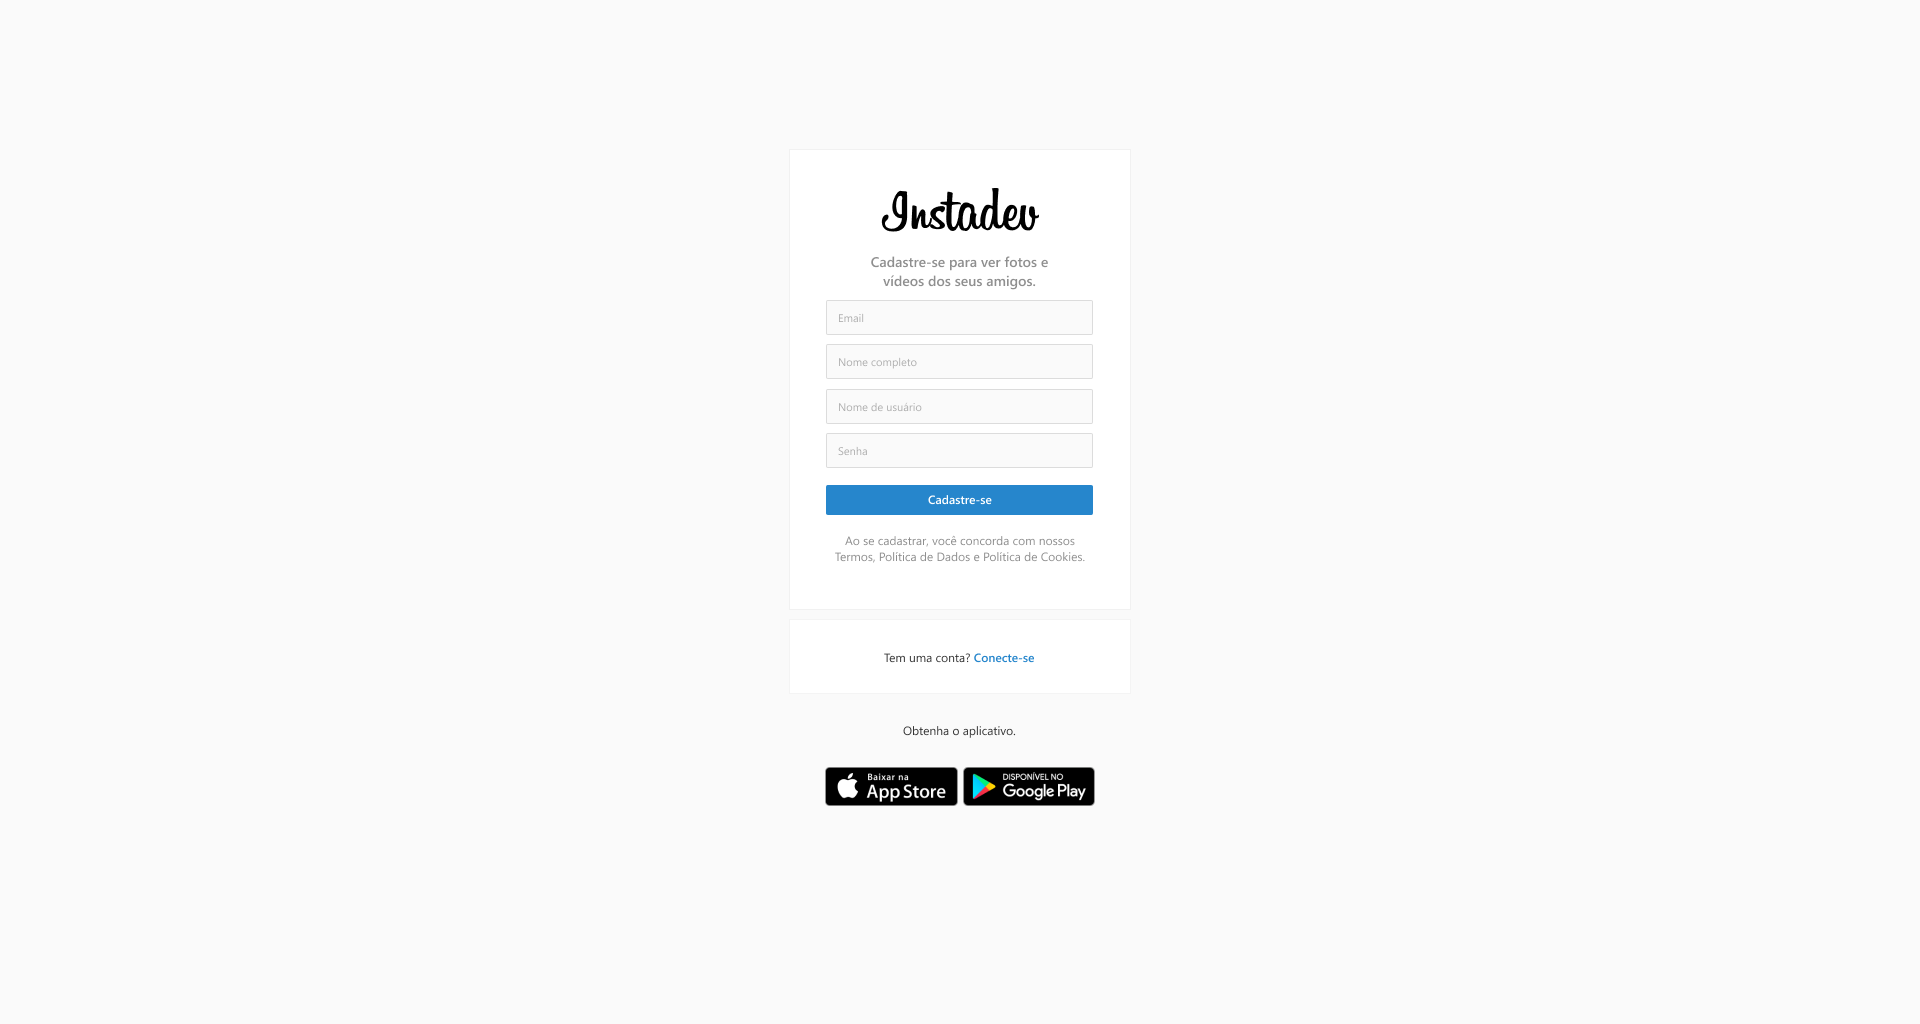 Instadev
Cadastre-se para ver fotos e
vídeos dos seus amigos.
Email
Nome completo
Nome de usuário
Senha
Cadastre-se
Ao se cadastrar, você concorda com nossos
Termos, Política de Dados e Política de Cookies.
Tem uma conta? Conecte-se
Obtenha o aplicativo.
Baixar na
App Store
DISPONÍVEL NO
Google Play